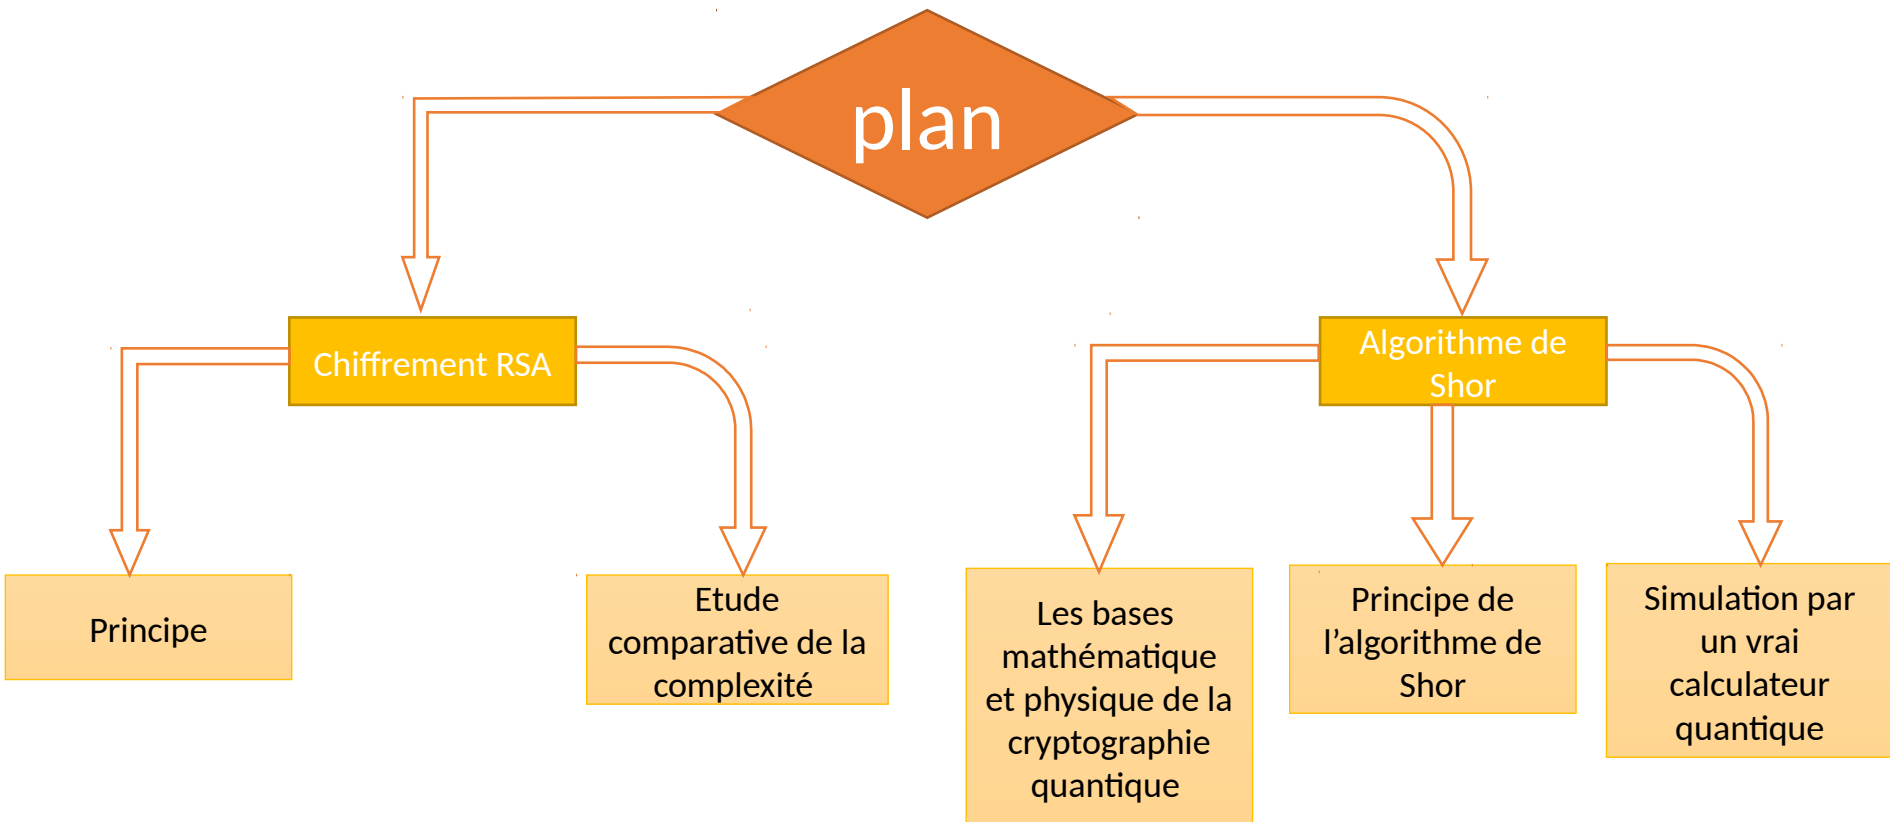 plan
Chiffrement RSA
Algorithme de
Shor
Principe
Etude
comparative de la
complexité
Les bases
mathématique
et physique de la
cryptographie
quantique
Principe de
l’algorithme de
Shor
Simulation par
un vrai
calculateur
quantique